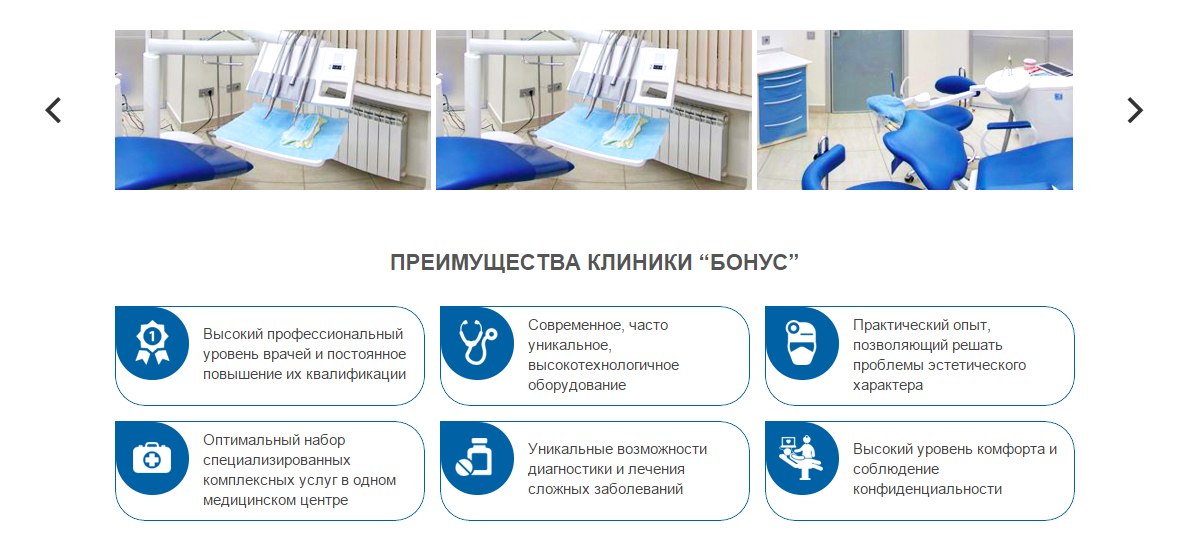 ПРЕИМУЩЕСТВА КЛИНИКИ “БОНУС”
1
Высокий профессиональный
уровень врачей и постоянное
повышение их квалификации
Современное, часто
уникальное,
высокотехнологичное
оборудование
Практический опыт,
позволяющий решать
проблемы эстетического
характера
Оптимальный набор
специализированных
комплексных услуг в одном
медицинском центре
Уникальные возможности
диагностики и лечения
сложных заболеваний
Высокий уровень комфорта и
соблюдение
конфиденциальности